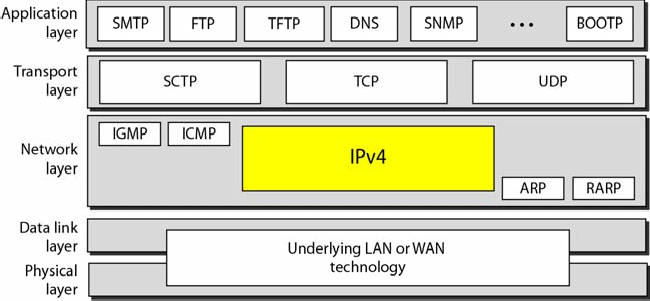 Application layer
SMTP FTP TFTP DNS SNMP ... BOOTP
Transport layer
SCTP TCP UDP
Network layer
IGMP ICMP
IPv4
ARP RARP
Data link layer
Underlying LAN or WAN
technology
Physical layer